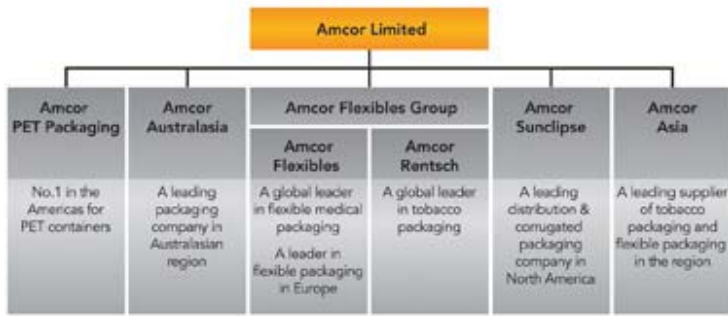 Amcor Limited
Amcor
PET Packaging
Amcor
Australasia
Amcor Flexibles Group
Amcor
Flexibles
Amcor
Rentsch
Amcor
Sunclipse
Amcor
Asia
No.1 in the
Americas for
PET containers
A leading
packaging
company in
Australasian
region
A global leader
in flexible medical
packaging
A leader in
flexible packaging
in Europe
A global leader
in tobacco
packaging
A leading
distribution &
corrugated
packaging
company in
North America
A leading supplier
of tobacco
packaging and
flexible packaging
in the region